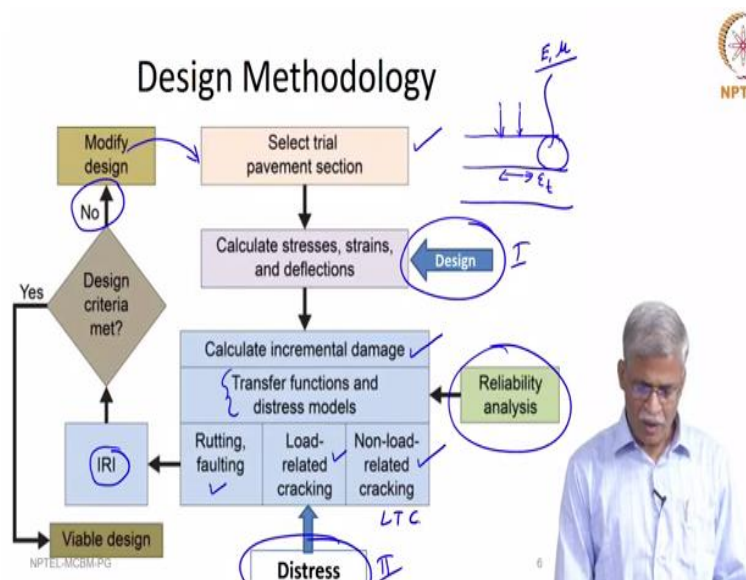 Design Methodology
E, μ
NPTEL
Modify
design
Select trial
pavement section
εt
No
Calculate stresses, strains,
and deflections
Design
I
Yes
Design
criteria
met?
Calculate incremental damage
Transfer functions and
distress models
Reliability
analysis
Rutting,
faulting
Load-
related
cracking
Non-load-
related
cracking
IRI
LTC
Viable design
Distress
II
NPTEL-MCBM-PG
6